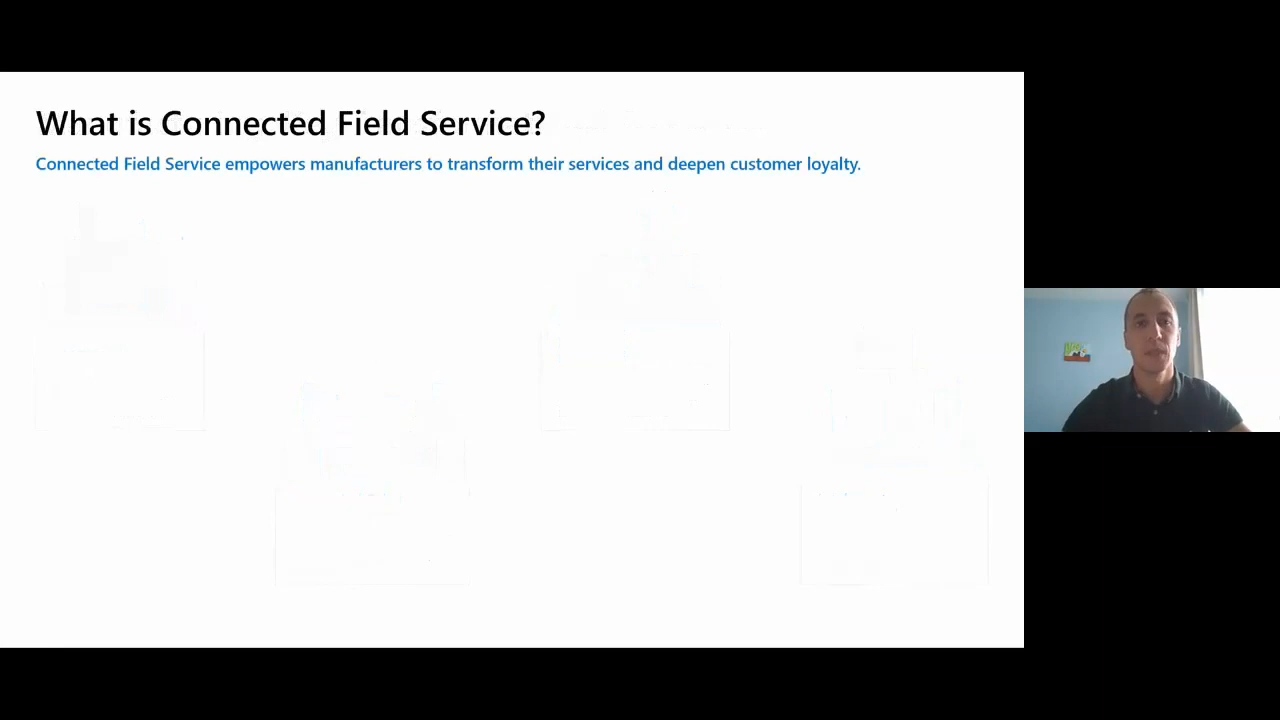 What is Connected Field Service?
Connected Field Service empowers manufacturers to transform their services and deepen customer loyalty.